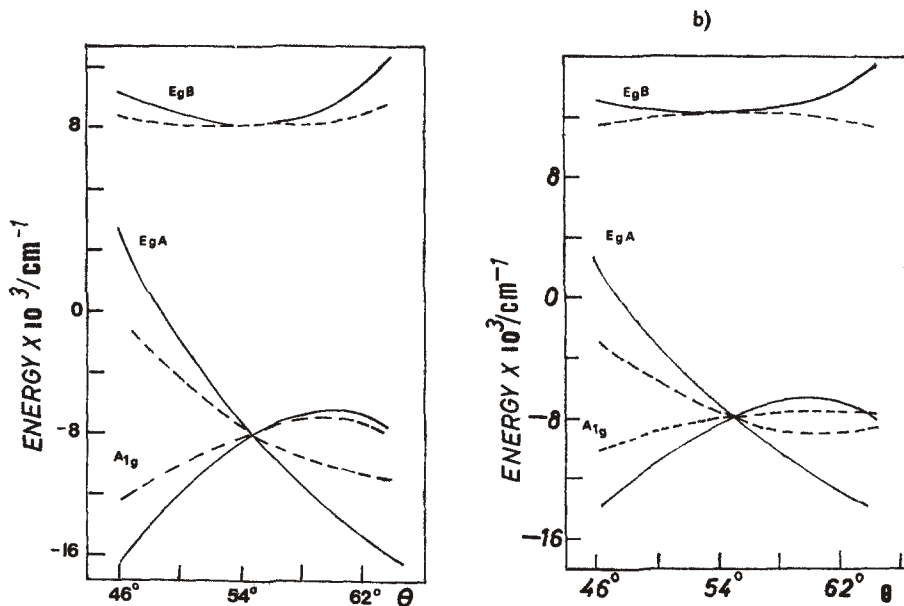 b)
EgB
8
EgA
0
-8
A1g
-16
ENERGY X 10³/cm⁻¹
46° 54° 62° θ
EgB
8
EgA
0
-8
A1g
-16
ENERGY X 10³/cm⁻¹
46° 54° 62° θ